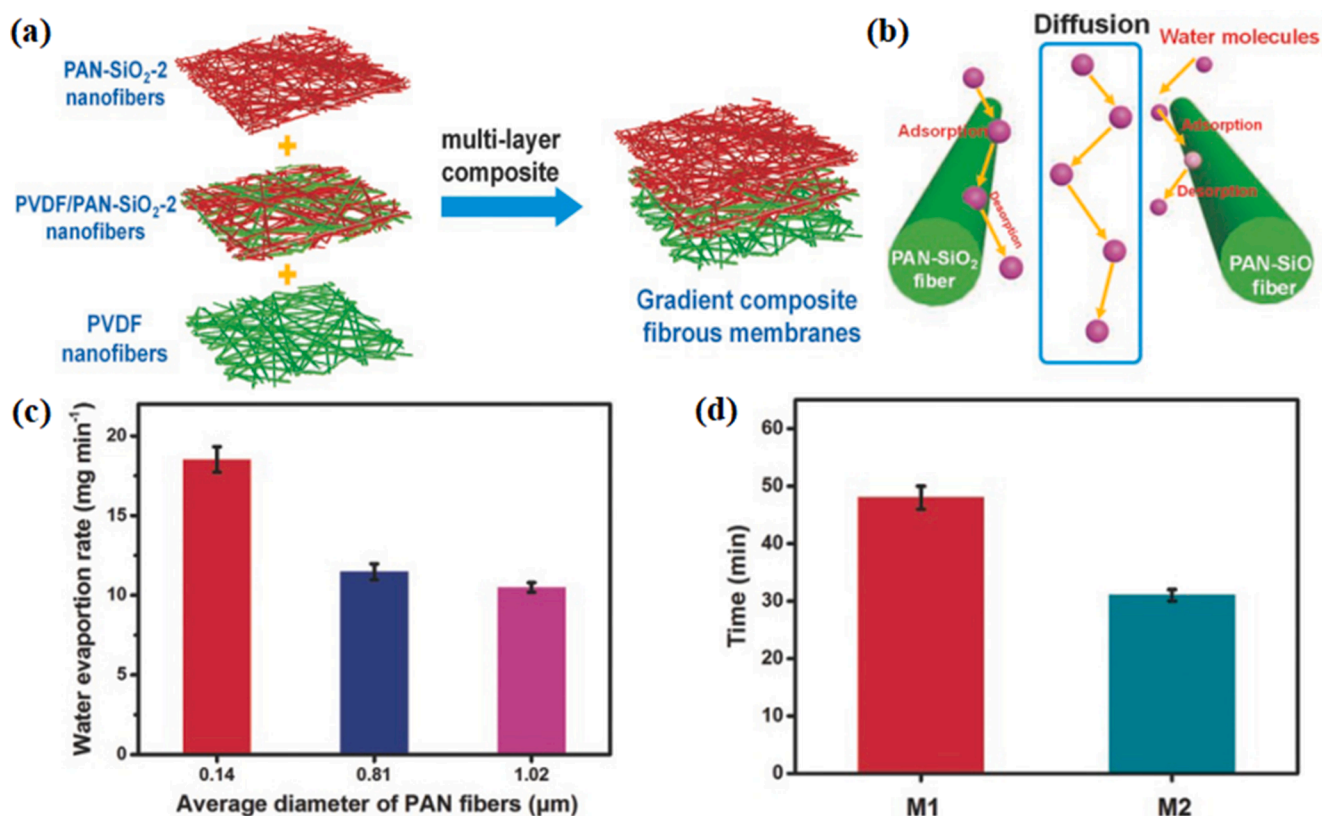 (a)
PAN-SiO₂-2
nanofibers
+
PVDF/PAN-SiO₂-2
nanofibers
+
PVDF
nanofibers
multi-layer
composite
Gradient composite
fibrous membranes
(b)
Diffusion
Water molecules
Adsorption
Desorption
PAN-SiO₂
fiber
Adsorption
Desorption
PAN-SiO
fiber
(c)
Water evaportion rate (mg min⁻¹)
20
15
10
5
0
0.14 0.81 1.02
Average diameter of PAN fibers (μm)
(d)
Time (min)
60
50
40
30
20
10
0
M1 M2